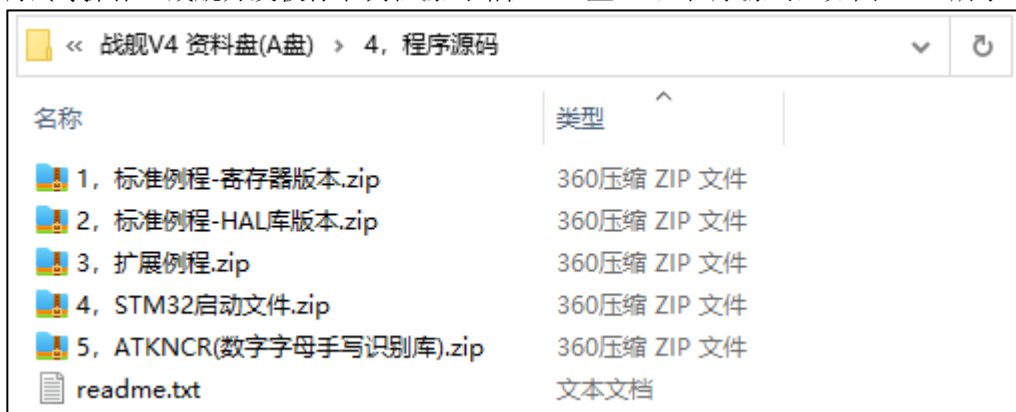 « 战舰V4 资料盘(A盘) › 4，程序源码
名称 类型
1，标准例程-寄存器版本.zip 360压缩 ZIP 文件
2，标准例程-HAL库版本.zip 360压缩 ZIP 文件
3，扩展例程.zip 360压缩 ZIP 文件
4，STM32启动文件.zip 360压缩 ZIP 文件
5，ATKNCR(数字字母手写识别库).zip 360压缩 ZIP 文件
readme.txt 文本文档